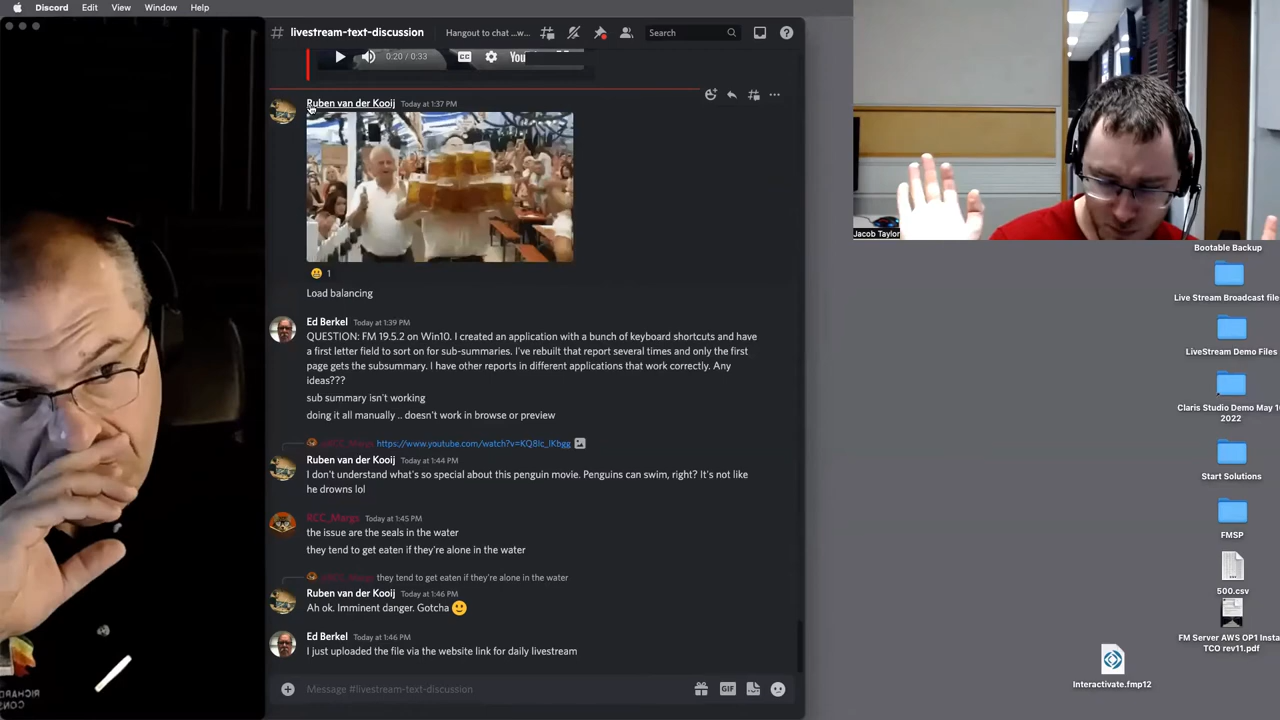 Discord Edit View Window Help
# livestream-text-discussion Hangout to chat ...w... Search
0:20 / 0:33 CC You
Ruben van der Kooij Today at 1:37 PM
1
Load balancing
Ed Berkel Today at 1:39 PM
QUESTION: FM 19.5.2 on Win10. I created an application with a bunch of keyboard shortcuts and have
a first letter field to sort on for sub-summaries. I've rebuilt that report several times and only the first
page gets the subsummary. I have other reports in different applications that work correctly. Any
ideas???
sub summary isn't working
doing it all manually .. doesn't work in browse or preview
https://www.youtube.com/watch?v=KQ8Ic_lKbgg
Ruben van der Kooij Today at 1:44 PM
I don't understand what's so special about this penguin movie. Penguins can swim, right? It's not like
he drowns lol
RCC_Margs Today at 1:45 PM
the issue are the seals in the water
they tend to get eaten if they're alone in the water
they tend to get eaten if they're alone in the water
Ruben van der Kooij Today at 1:46 PM
Ah ok. Imminent danger. Gotcha
Ed Berkel Today at 1:46 PM
I just uploaded the file via the website link for daily livestream
Message #livestream-text-discussion
GIF
Jacob Taylor
Bootable Backup
Live Stream Broadcast file
LiveStream Demo Files
Claris Studio Demo May 1
2022
Start Solutions
FMSP
500.csv
FM Server AWS OP1 Insta
TCO rev11.pdf
Interactivate.fmp12